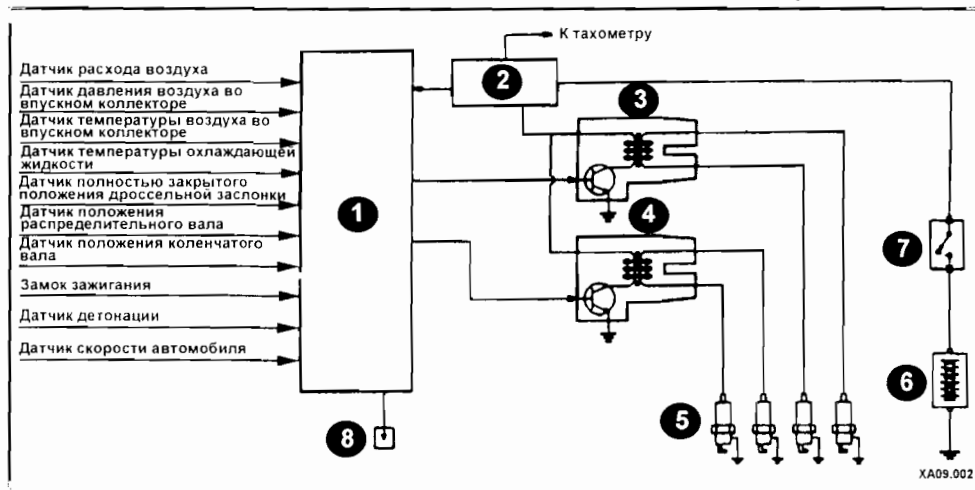 К тахометру
Датчик расхода воздуха
Датчик давления воздуха во
впускном коллекторе
Датчик температуры воздуха во
впускном коллекторе
Датчик температуры охлаждающей
жидкости
Датчик полностью закрытого
положения дроссельной заслонки
Датчик положения
распределительного вала
Датчик положения коленчатого
вала
Замок зажигания
Датчик детонации
Датчик скорости автомобиля
1
2
3
4
5
6
7
8
XA09.002